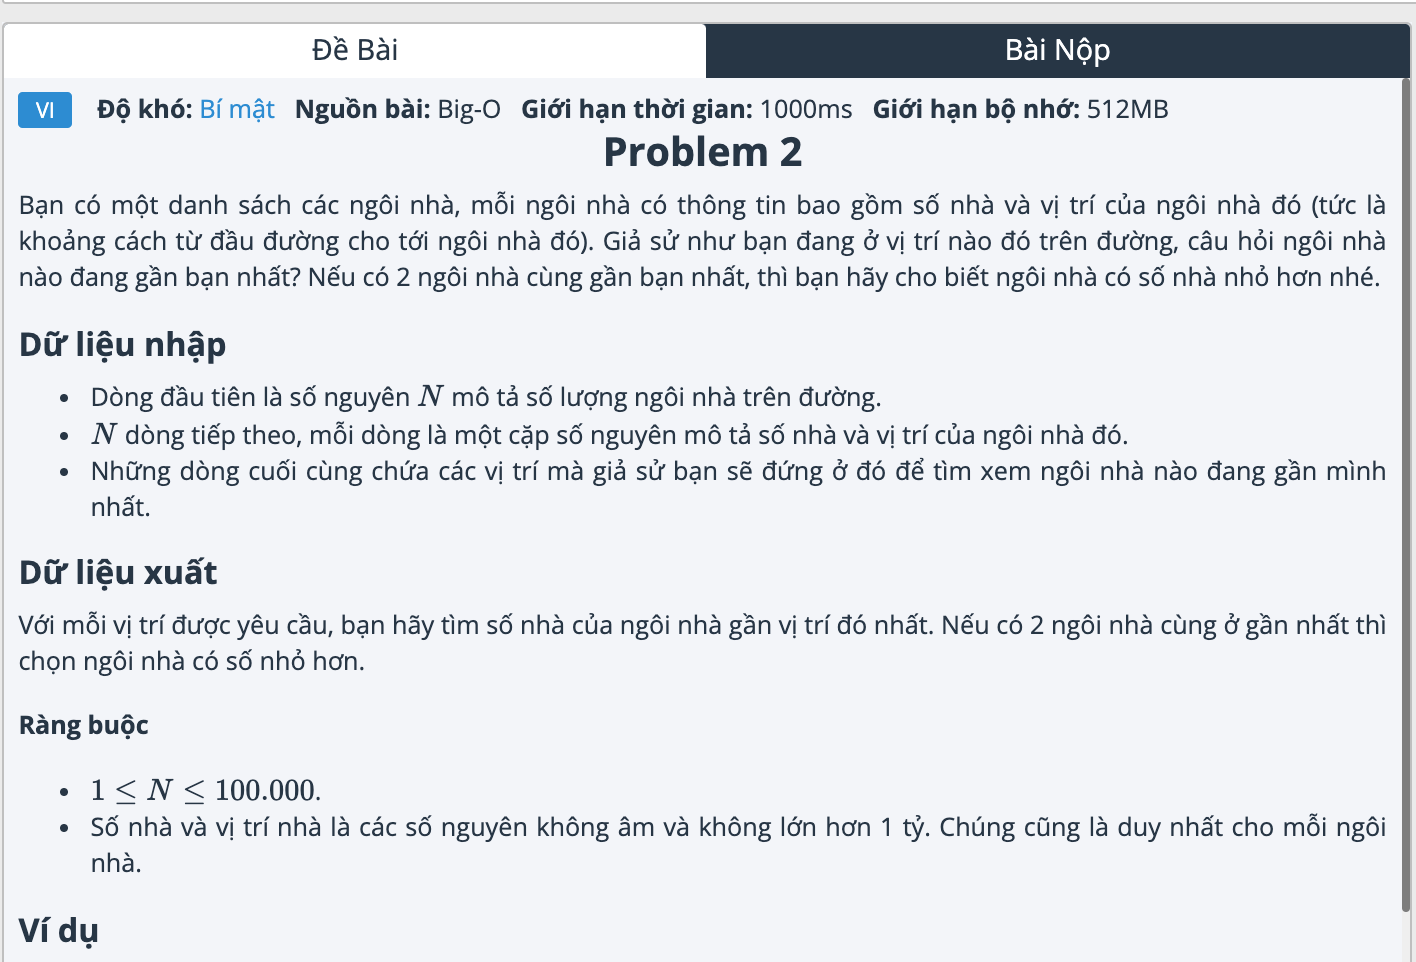 Đề Bài
Bài Nộp
VI Độ khó: Bí mật Nguồn bài: Big-O Giới hạn thời gian: 1000ms Giới hạn bộ nhớ: 512MB
Problem 2
Bạn có một danh sách các ngôi nhà, mỗi ngôi nhà có thông tin bao gồm số nhà và vị trí của ngôi nhà đó (tức là
khoảng cách từ đầu đường cho tới ngôi nhà đó). Giả sử như bạn đang ở vị trí nào đó trên đường, câu hỏi ngôi nhà
nào đang gần bạn nhất? Nếu có 2 ngôi nhà cùng gần bạn nhất, thì bạn hãy cho biết ngôi nhà có số nhà nhỏ hơn nhé.
Dữ liệu nhập
• Dòng đầu tiên là số nguyên N mô tả số lượng ngôi nhà trên đường.
• N dòng tiếp theo, mỗi dòng là một cặp số nguyên mô tả số nhà và vị trí của ngôi nhà đó.
• Những dòng cuối cùng chứa các vị trí mà giả sử bạn sẽ đứng ở đó để tìm xem ngôi nhà nào đang gần mình
nhất.
Dữ liệu xuất
Với mỗi vị trí được yêu cầu, bạn hãy tìm số nhà của ngôi nhà gần vị trí đó nhất. Nếu có 2 ngôi nhà cùng ở gần nhất thì
chọn ngôi nhà có số nhỏ hơn.
Ràng buộc
• 1 ≤ N ≤ 100.000.
• Số nhà và vị trí nhà là các số nguyên không âm và không lớn hơn 1 tỷ. Chúng cũng là duy nhất cho mỗi ngôi
nhà.
Ví dụ